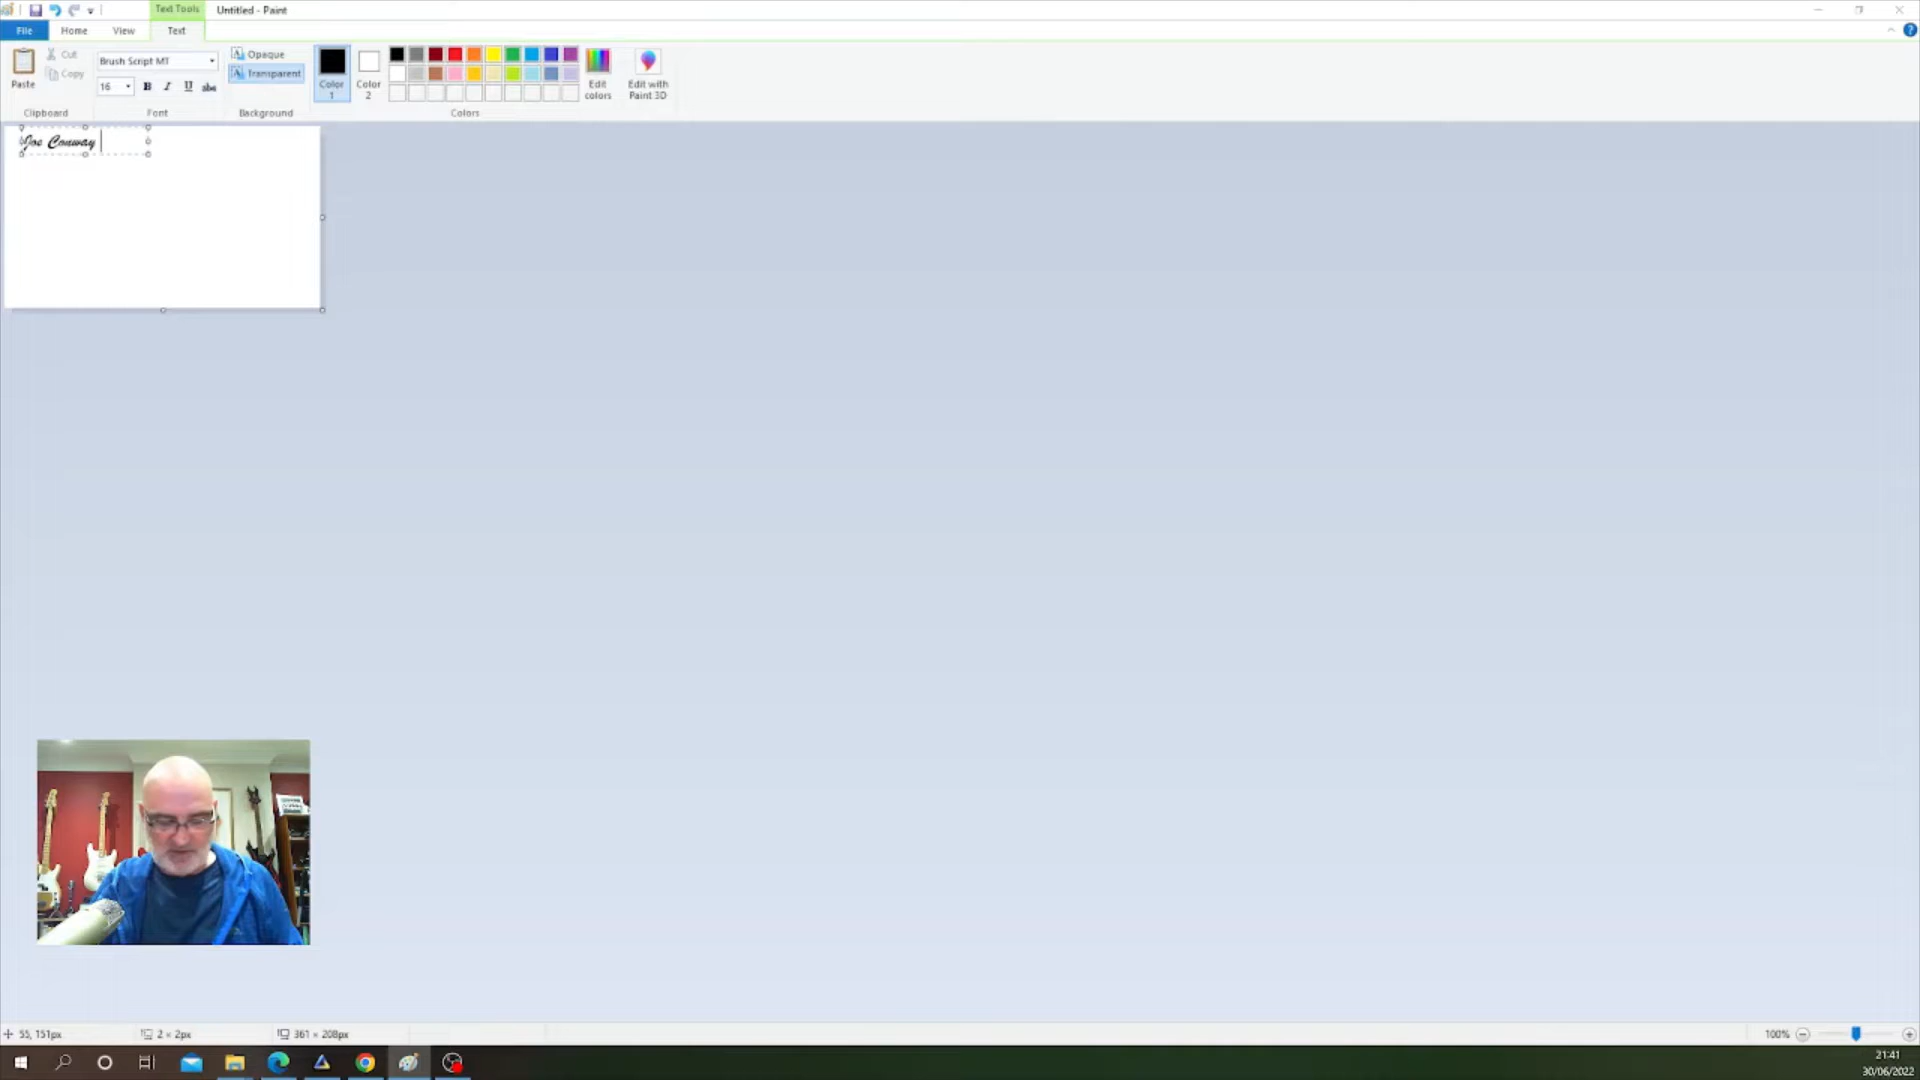 Text Tools
Untitled - Paint
File
Home
View
Text
Paste
Cut
Copy
Clipboard
Brush Script MT
16
B I U abc
Font
Opaque
Transparent
Background
Color 1
Color 2
Colors
Edit colors
Edit with Paint 3D
Joe Conway
55, 151px
2 × 2px
361 × 208px
100%
21:41
30/06/2022